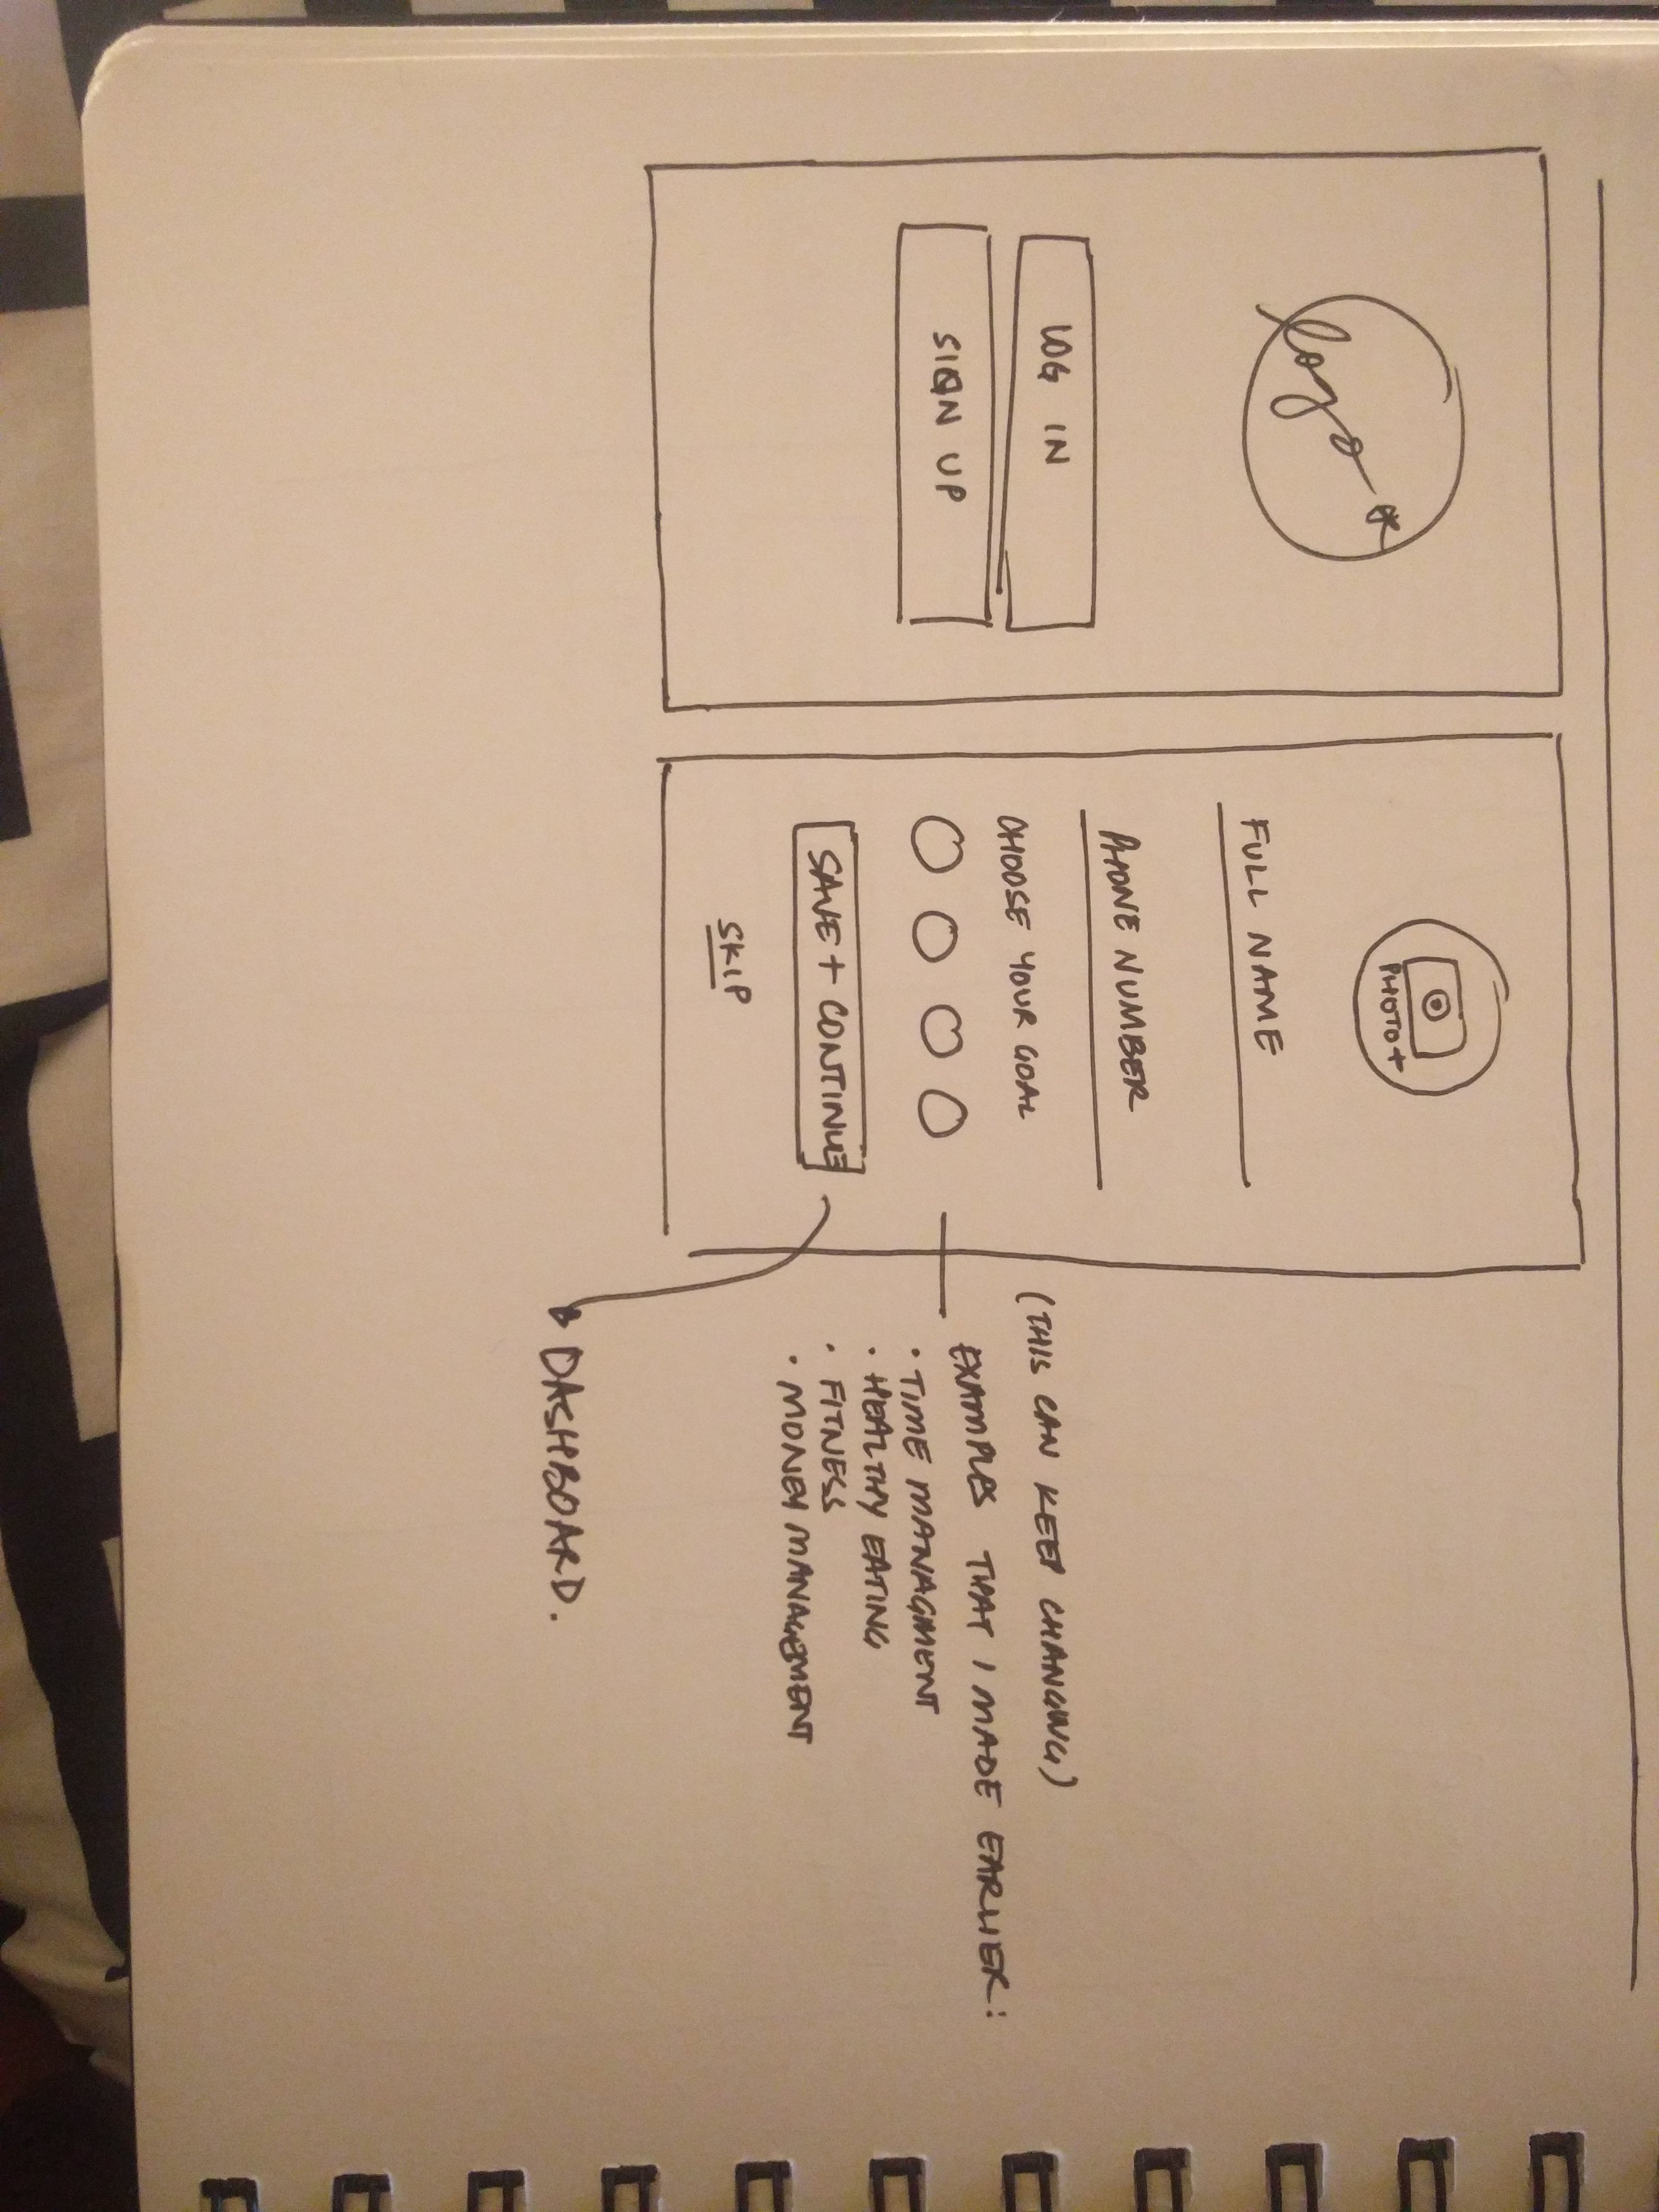 logo *
LOG IN
SIGN UP
PHOTO +
FULL NAME
PHONE NUMBER
CHOOSE YOUR GOAL
SAVE + CONTINUE
SKIP
(THIS CAN KEEP CHANGING)
EXAMPLES THAT I MADE EARLIER:
• TIME MANAGMENT
• HEALTHY EATING
• FITNESS
• MONEY MANAGEMENT
DASHBOARD.